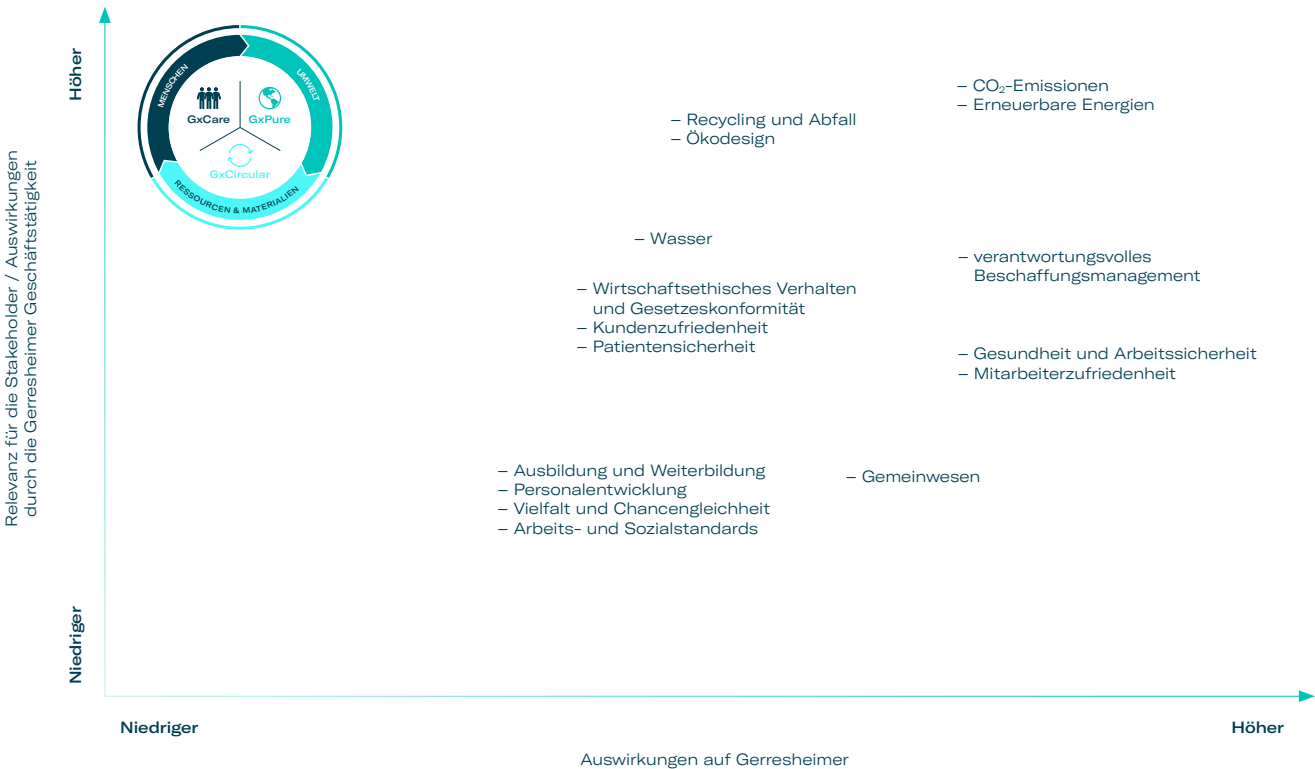 Höher
Relevanz für die Stakeholder / Auswirkungen
durch die Gerresheimer Geschäftstätigkeit
Niedriger
MENSCHEN
UMWELT
GxCare
GxPure
GxCircular
RESSOURCEN & MATERIALIEN
– CO₂-Emissionen
– Erneuerbare Energien
– Recycling und Abfall
– Ökodesign
– Wasser
– verantwortungsvolles
Beschaffungsmanagement
– Wirtschaftsethisches Verhalten
und Gesetzeskonformität
– Kundenzufriedenheit
– Patientensicherheit
– Gesundheit und Arbeitssicherheit
– Mitarbeiterzufriedenheit
– Ausbildung und Weiterbildung
– Personalentwicklung
– Vielfalt und Chancengleichheit
– Arbeits- und Sozialstandards
– Gemeinwesen
Niedriger
Höher
Auswirkungen auf Gerresheimer